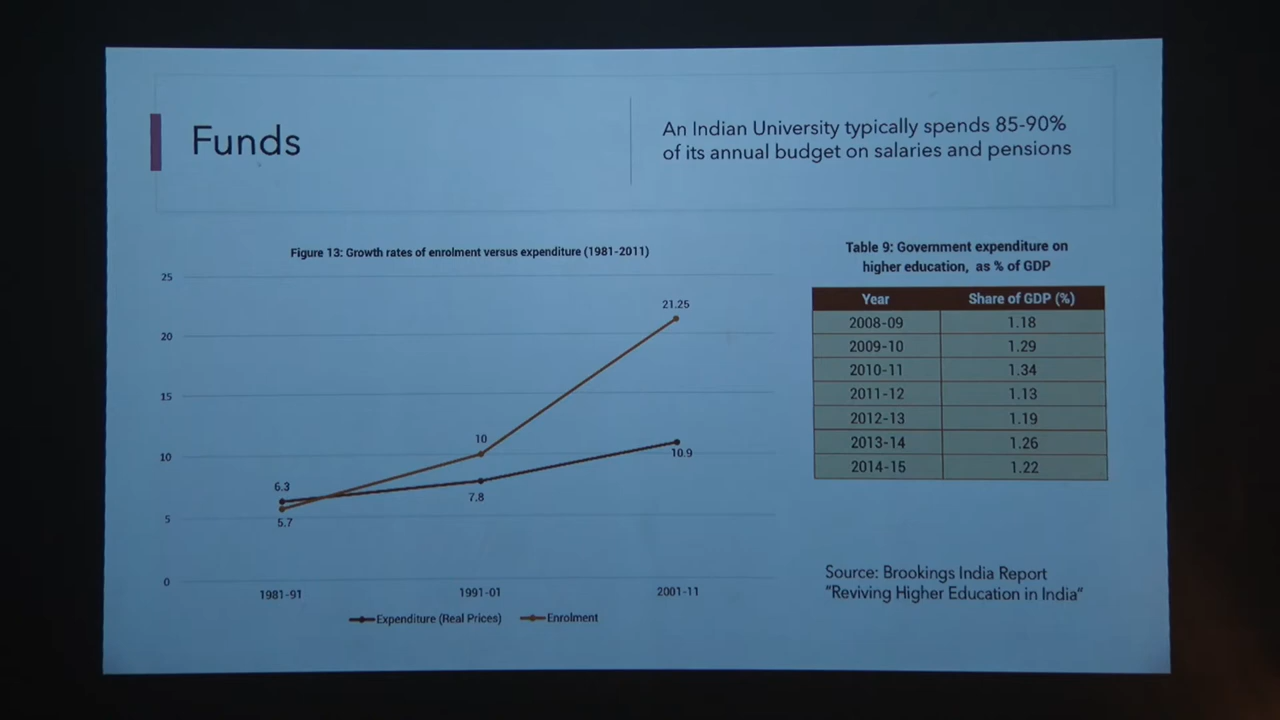 Funds
An Indian University typically spends 85-90%
of its annual budget on salaries and pensions
Figure 13: Growth rates of enrolment versus expenditure (1981-2011)
25
20
15
10
5
0
6.3
5.7
10
7.8
21.25
10.9
1981-91
1991-01
2001-11
Expenditure (Real Prices)
Enrolment
Table 9: Government expenditure on
higher education, as % of GDP
Year Share of GDP (%)
2008-09 1.18
2009-10 1.29
2010-11 1.34
2011-12 1.13
2012-13 1.19
2013-14 1.26
2014-15 1.22
Source: Brookings India Report
"Reviving Higher Education in India"